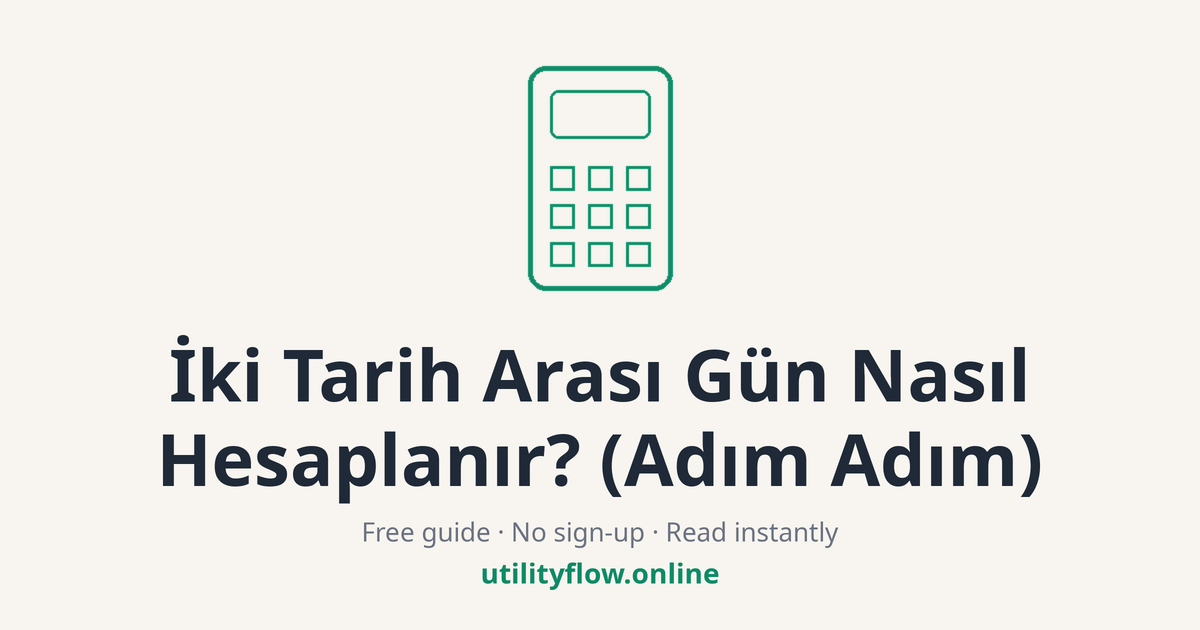 İki Tarih Arası Gün Nasıl
Hesaplanır? (Adım Adım)
Free guide · No sign-up · Read instantly
utilityflow.online